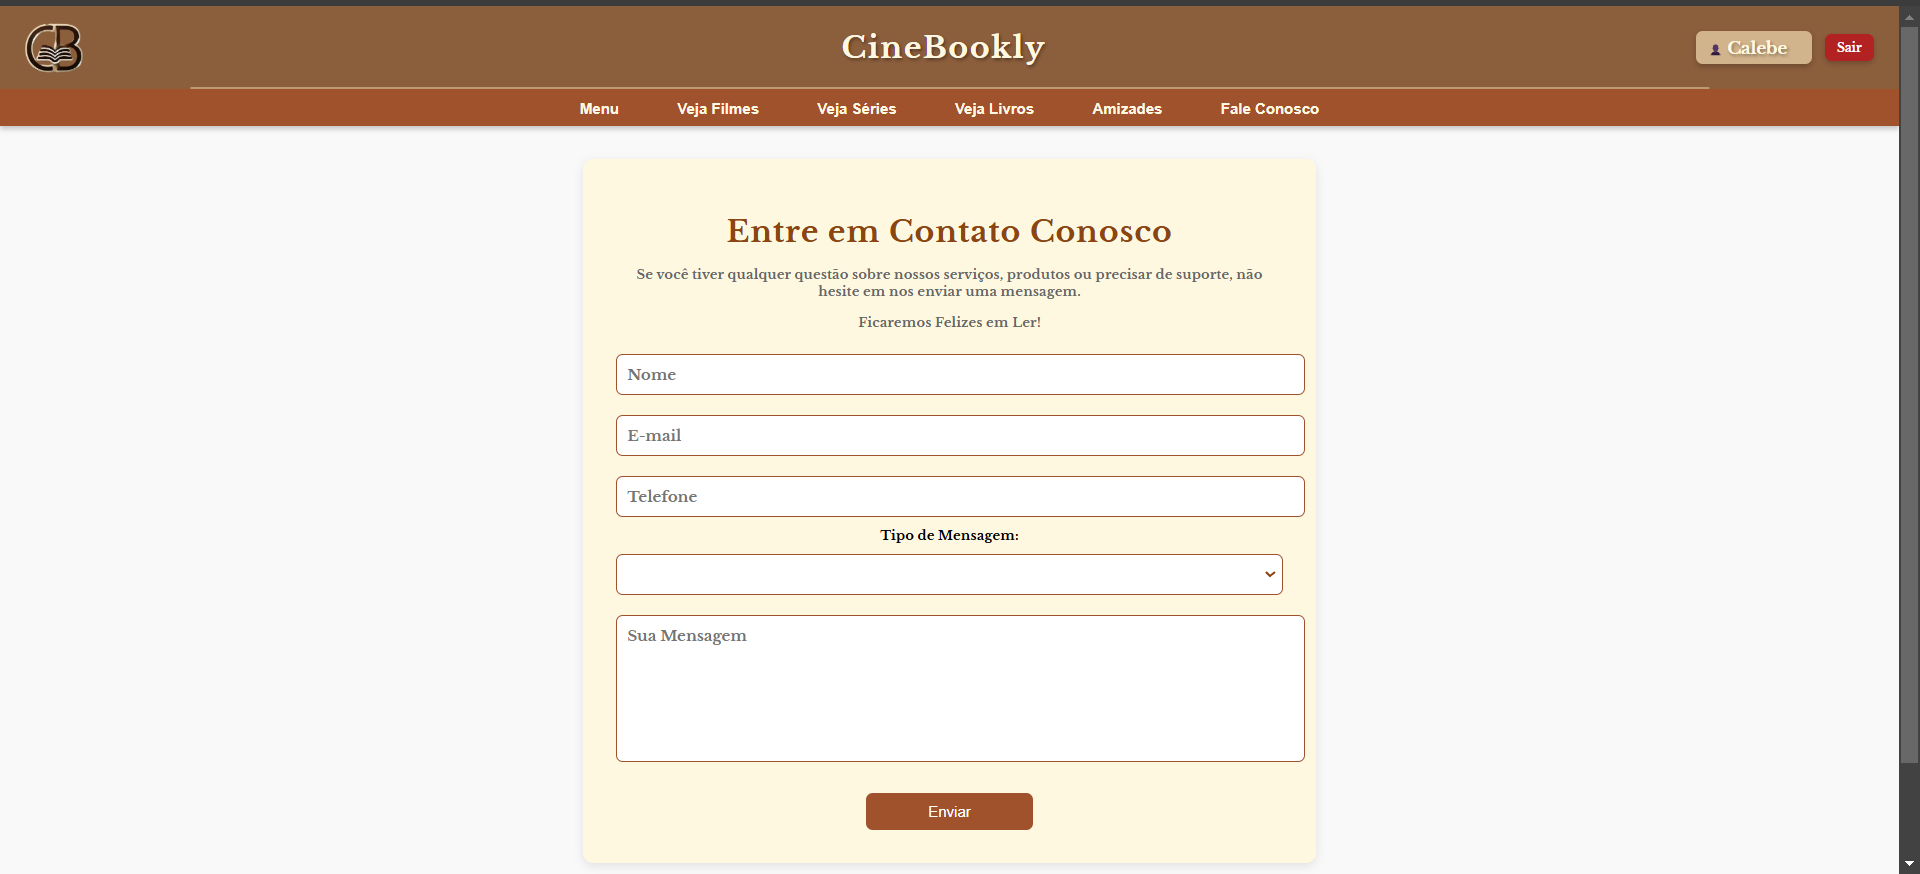 CB
CineBookly
Calebe
Sair
Menu
Veja Filmes
Veja Séries
Veja Livros
Amizades
Fale Conosco
Entre em Contato Conosco
Se você tiver qualquer questão sobre nossos serviços, produtos ou precisar de suporte, não
hesite em nos enviar uma mensagem.
Ficaremos Felizes em Ler!
Nome
E-mail
Telefone
Tipo de Mensagem:
Sua Mensagem
Enviar